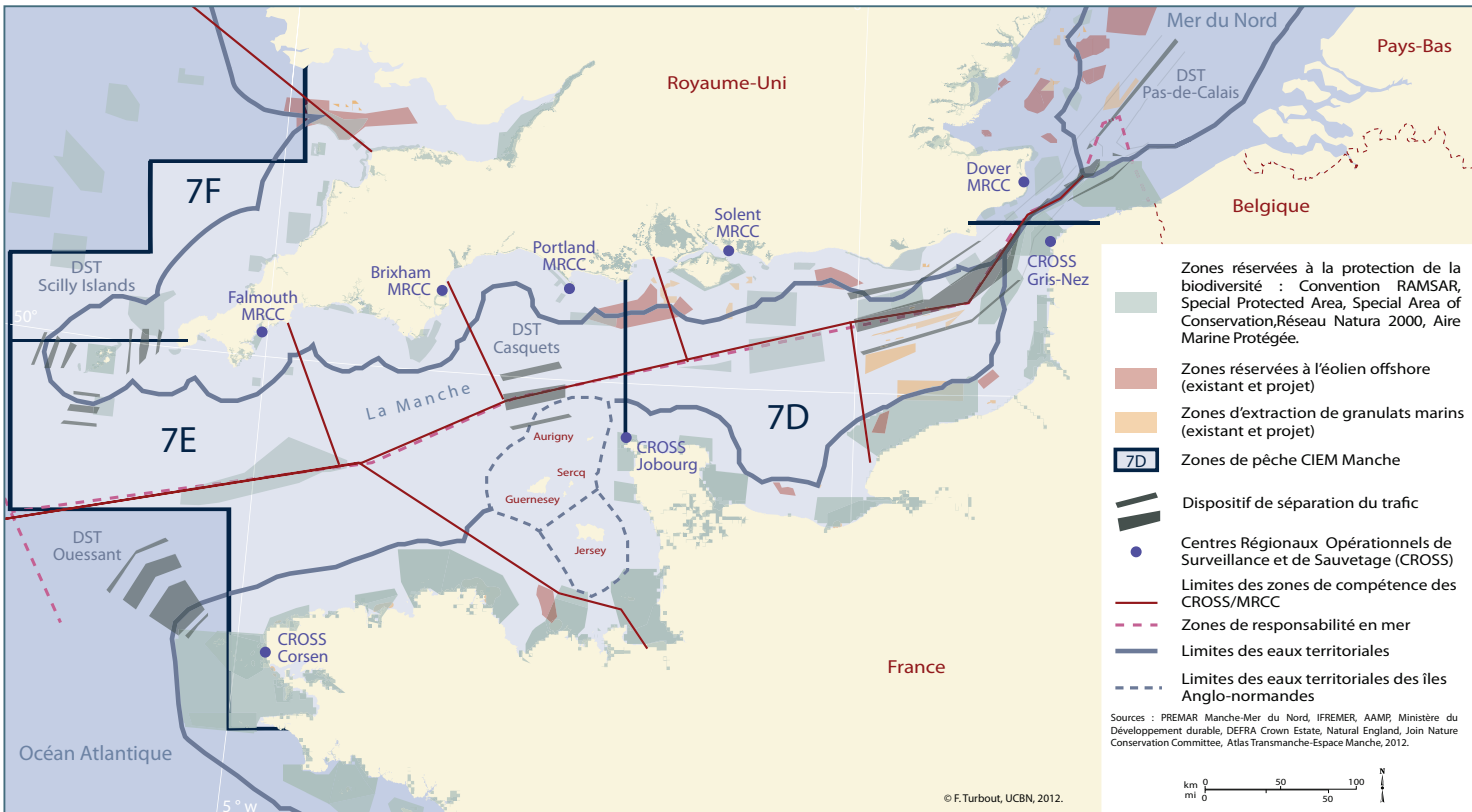 Mer du Nord
Pays-Bas
DST
Pas-de-Calais
Royaume-Uni
7F
Dover
MRCC
Belgique
Solent
MRCC
Portland
MRCC
Brixham
MRCC
CROSS
Gris-Nez
DST
Scilly Islands
Falmouth
MRCC
50°
DST
Casquets
La Manche
7E
7D
Aurigny
CROSS
Jobourg
Sercq
Guernesey
Jersey
DST
Ouessant
CROSS
Corsen
France
Océan Atlantique
5 ° w
© F. Turbout, UCBN, 2012.
Zones réservées à la protection de la
biodiversité : Convention RAMSAR,
Special Protected Area, Special Area of
Conservation,Réseau Natura 2000, Aire
Marine Protégée.
Zones réservées à l'éolien offshore
(existant et projet)
Zones d'extraction de granulats marins
(existant et projet)
7D
Zones de pêche CIEM Manche
Dispositif de séparation du trafic
Centres Régionaux Opérationnels de
Surveillance et de Sauvetage (CROSS)
Limites des zones de compétence des
CROSS/MRCC
Zones de responsabilité en mer
Limites des eaux territoriales
Limites des eaux territoriales des îles
Anglo-normandes
Sources : PREMAR Manche-Mer du Nord, IFREMER, AAMP, Ministère du
Développement durable, DEFRA Crown Estate, Natural England, Join Nature
Conservation Committee, Atlas Transmanche-Espace Manche, 2012.
km 0 50 100
mi 0 50
N